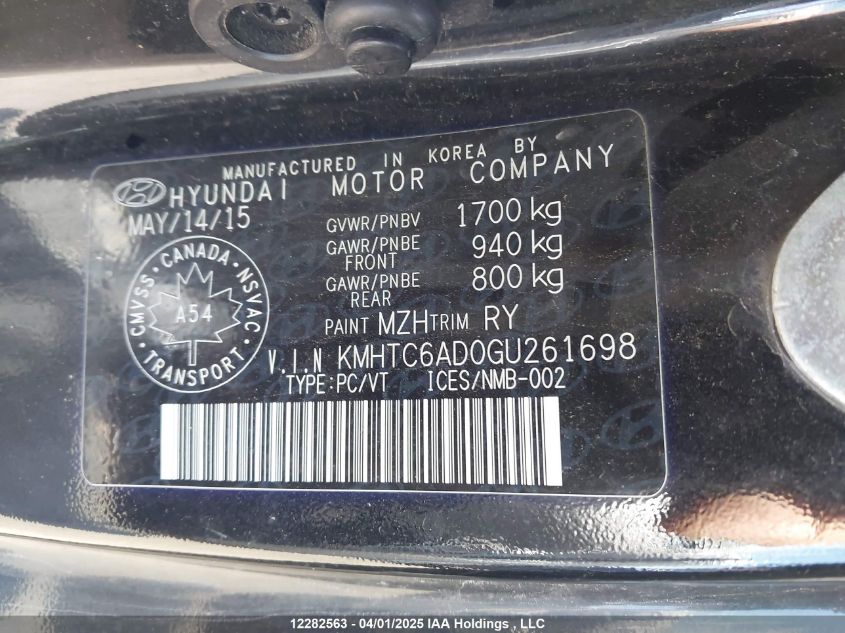 MANUFACTURED IN KOREA BY
HYUNDAI MOTOR COMPANY
MAY/14/15
GVWR/PNBV 1700 kg
GAWR/PNBE FRONT 940 kg
GAWR/PNBE REAR 800 kg
CMVSS · CANADA · NSVAC
A54
TRANSPORT
PAINT MZH TRIM RY
V.I.N KMHTC6AD0GU261698
TYPE:PC/VT ICES/NMB-002
12282563 - 04/01/2025 IAA Holdings , LLC